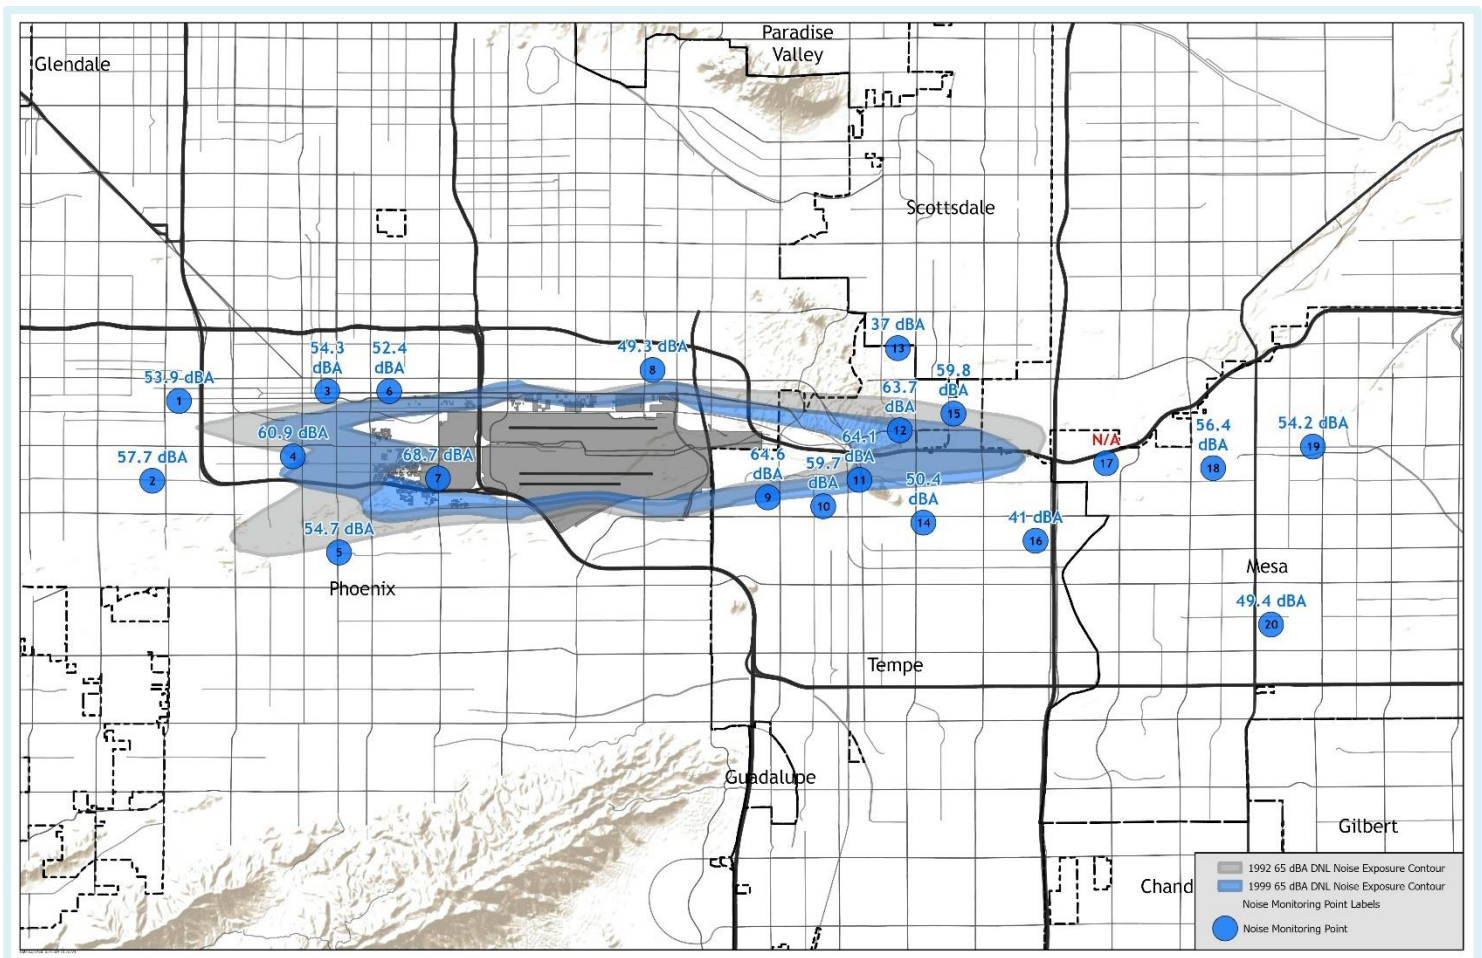 Paradise
Valley
Glendale
Scottsdale
37 dBA
13
54.3
dBA
52.4
dBA
49.3 dBA
8
59.8
dBA
53.9 dBA
1
3
6
63.7
dBA
15
12
60.9 dBA
4
64.1
dBA
11
N/A
17
56.4
dBA
18
54.2 dBA
19
57.7 dBA
2
68.7 dBA
7
64.6
dBA
9
59.7
dBA
10
50.4
dBA
14
54.7 dBA
5
41 dBA
16
Phoenix
Mesa
49.4 dBA
20
Tempe
Guadalupe
Gilbert
Chand
1992 65 dBA DNL Noise Exposure Contour
1999 65 dBA DNL Noise Exposure Contour
Noise Monitoring Point Labels
Noise Monitoring Point